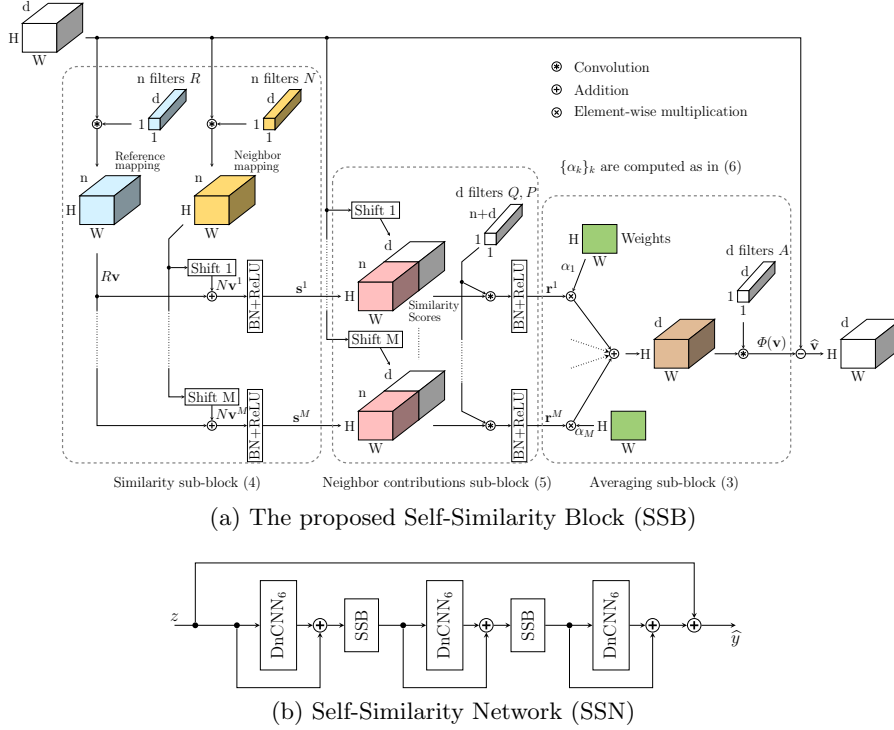 d
H
W
n filters R
n filters N
d
d
1
1
1
1
Convolution
Addition
Element-wise multiplication
Reference mapping
Neighbor mapping
n
n
H
H
W
W
{αk}k are computed as in (6)
d filters Q, P
n+d
1
1
Shift 1
d
n
H
W
H
Weights
W
d filters A
d
1
1
Rv
Shift 1
Nv¹
BN+ReLU
s¹
Similarity Scores
BN+ReLU
r¹
α1
Shift M
d
n
H
W
d
H
W
Φ(v)
v̂
d
H
W
Shift M
Nv^M
BN+ReLU
s^M
BN+ReLU
r^M
αM
H
W
Similarity sub-block (4)
Neighbor contributions sub-block (5)
Averaging sub-block (3)
(a) The proposed Self-Similarity Block (SSB)
z
DnCNN₆
SSB
DnCNN₆
SSB
DnCNN₆
ŷ
(b) Self-Similarity Network (SSN)